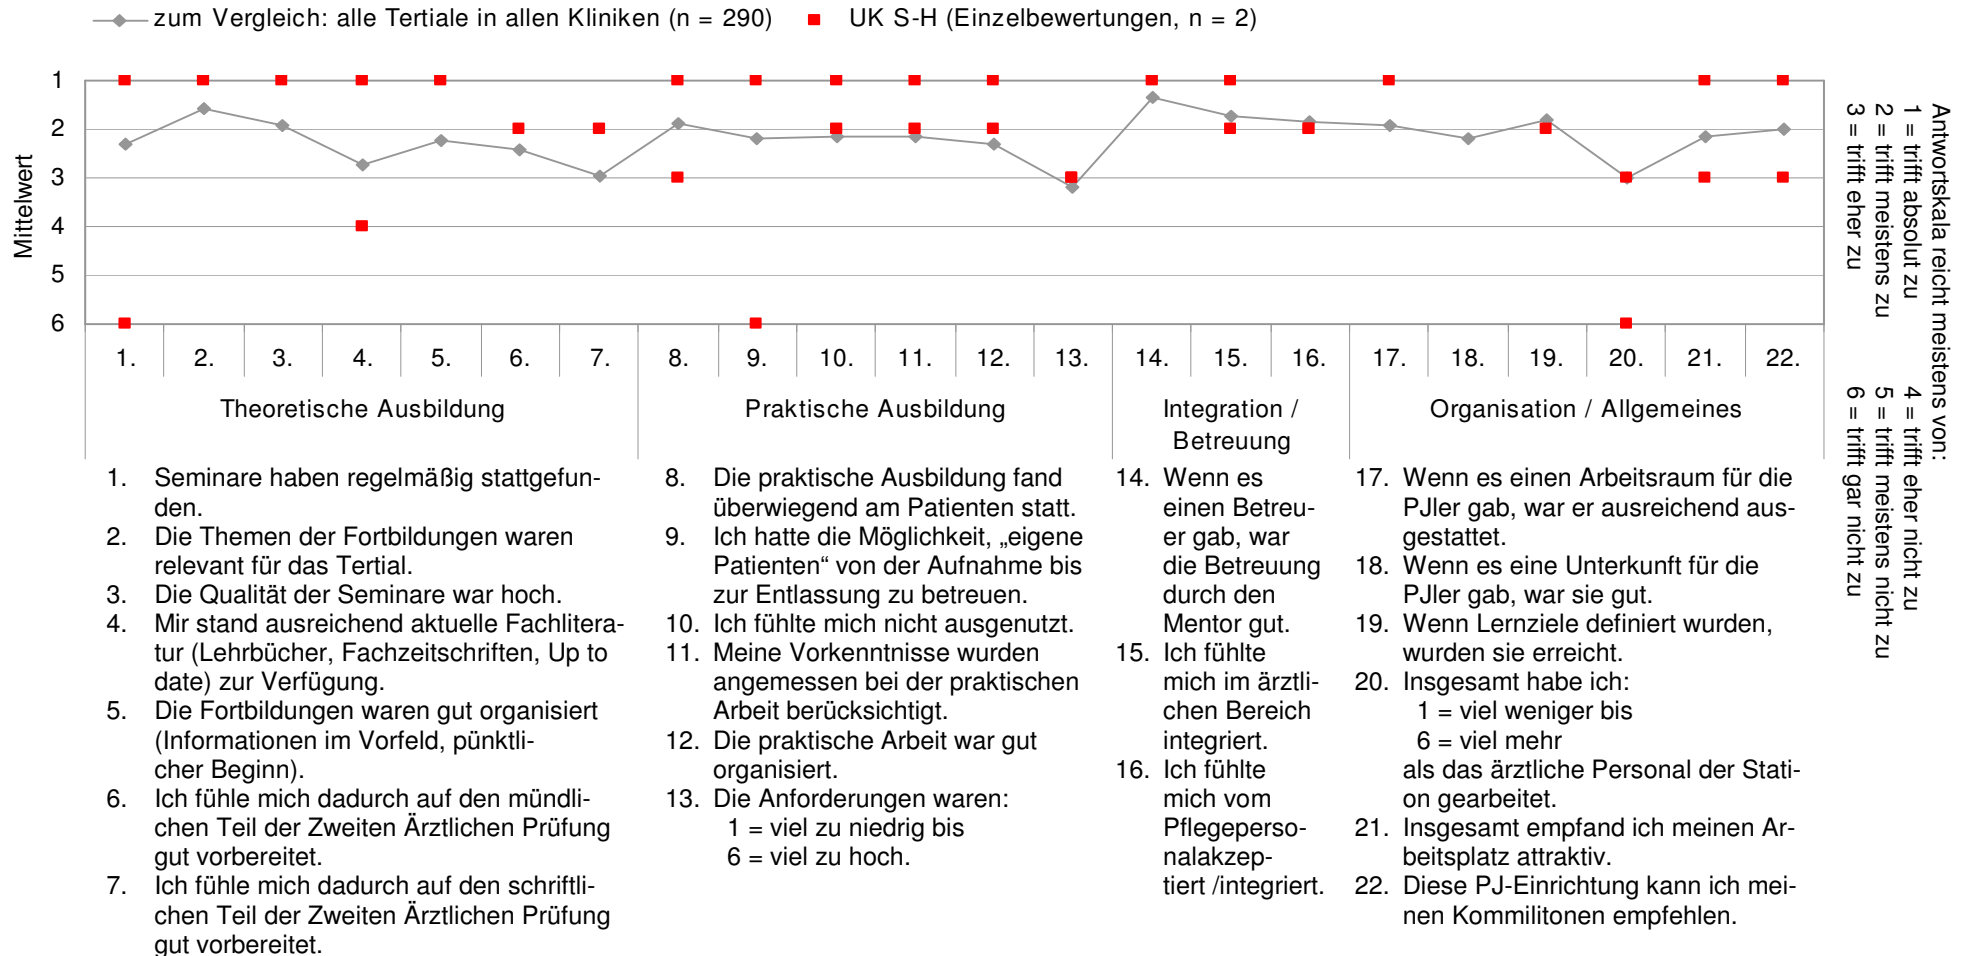 zum Vergleich: alle Tertiale in allen Kliniken (n = 290)
UK S-H (Einzelbewertungen, n = 2)
Mittelwert
1
2
3
4
5
6
1.
2.
3.
4.
5.
6.
7.
8.
9.
10.
11.
12.
13.
14.
15.
16.
17.
18.
19.
20.
21.
22.
Theoretische Ausbildung
Praktische Ausbildung
Integration /
Betreuung
Organisation / Allgemeines
1. Seminare haben regelmäßig stattgefun-
den.
2. Die Themen der Fortbildungen waren
relevant für das Tertial.
3. Die Qualität der Seminare war hoch.
4. Mir stand ausreichend aktuelle Fachlitera-
tur (Lehrbücher, Fachzeitschriften, Up to
date) zur Verfügung.
5. Die Fortbildungen waren gut organisiert
(Informationen im Vorfeld, pünktli-
cher Beginn).
6. Ich fühle mich dadurch auf den mündli-
chen Teil der Zweiten Ärztlichen Prüfung
gut vorbereitet.
7. Ich fühle mich dadurch auf den schriftli-
chen Teil der Zweiten Ärztlichen Prüfung
gut vorbereitet.
8. Die praktische Ausbildung fand
überwiegend am Patienten statt.
9. Ich hatte die Möglichkeit, „eigene
Patienten“ von der Aufnahme bis
zur Entlassung zu betreuen.
10. Ich fühlte mich nicht ausgenutzt.
11. Meine Vorkenntnisse wurden
angemessen bei der praktischen
Arbeit berücksichtigt.
12. Die praktische Arbeit war gut
organisiert.
13. Die Anforderungen waren:
1 = viel zu niedrig bis
6 = viel zu hoch.
14. Wenn es
einen Betreu-
er gab, war
die Betreuung
durch den
Mentor gut.
15. Ich fühlte
mich im ärztli-
chen Bereich
integriert.
16. Ich fühlte
mich vom
Pflegeperso-
nalakzep-
tiert /integriert.
17. Wenn es einen Arbeitsraum für die
PJler gab, war er ausreichend aus-
gestattet.
18. Wenn es eine Unterkunft für die
PJler gab, war sie gut.
19. Wenn Lernziele definiert wurden,
wurden sie erreicht.
20. Insgesamt habe ich:
1 = viel weniger bis
6 = viel mehr
als das ärztliche Personal der Stati-
on gearbeitet.
21. Insgesamt empfand ich meinen Ar-
beitsplatz attraktiv.
22. Diese PJ-Einrichtung kann ich mei-
nen Kommilitonen empfehlen.
Antwortskala reicht meistens von:
1 = trifft absolut zu
2 = trifft meistens zu
3 = trifft eher zu
4 = trifft eher nicht zu
5 = trifft meistens nicht zu
6 = trifft gar nicht zu